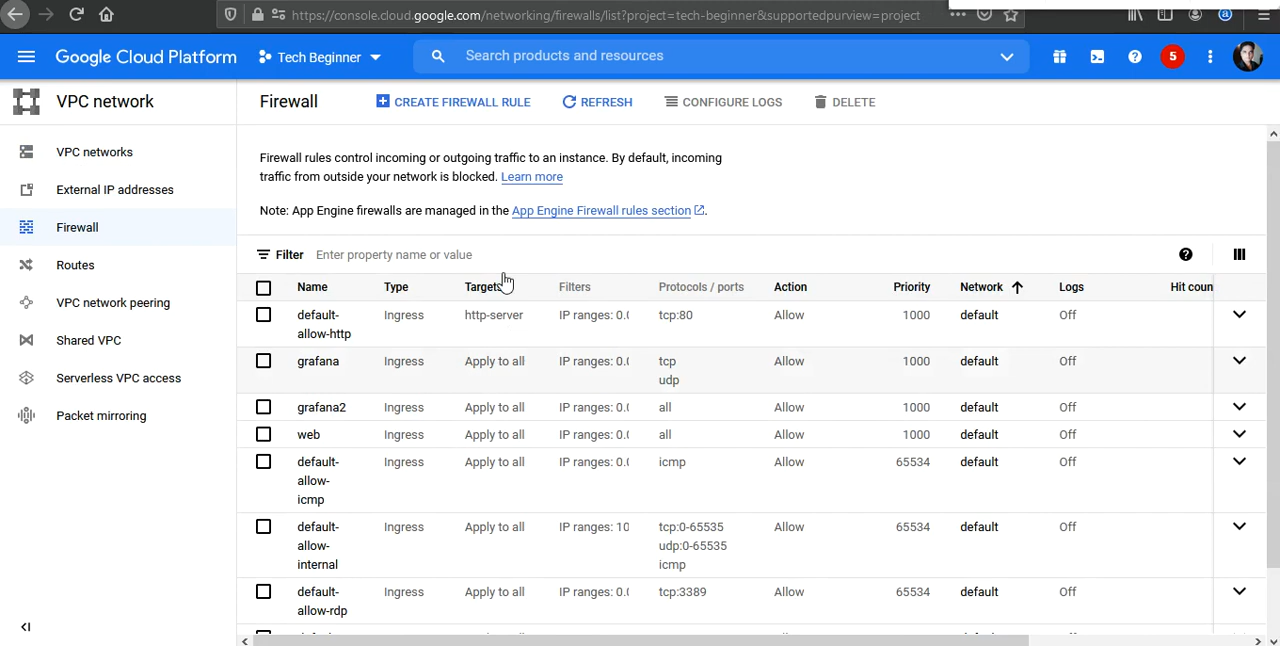 https://console.cloud.google.com/networking/firewalls/list?project=tech-beginner&supportedpurview=project
Google Cloud Platform
Tech Beginner
Search products and resources
5
a
VPC network
Firewall
CREATE FIREWALL RULE
REFRESH
CONFIGURE LOGS
DELETE
VPC networks
External IP addresses
Firewall
Routes
VPC network peering
Shared VPC
Serverless VPC access
Packet mirroring
Firewall rules control incoming or outgoing traffic to an instance. By default, incoming
traffic from outside your network is blocked. Learn more
Note: App Engine firewalls are managed in the App Engine Firewall rules section.
Filter Enter property name or value
Name Type Targets Filters Protocols / ports Action Priority Network Logs Hit coun
default- Ingress http-server IP ranges: 0.( tcp:80 Allow 1000 default Off
allow-http
grafana Ingress Apply to all IP ranges: 0.( tcp Allow 1000 default Off
udp
grafana2 Ingress Apply to all IP ranges: 0.( all Allow 1000 default Off
web Ingress Apply to all IP ranges: 0.( all Allow 1000 default Off
default- Ingress Apply to all IP ranges: 0.( icmp Allow 65534 default Off
allow-
icmp
default- Ingress Apply to all IP ranges: 10 tcp:0-65535 Allow 65534 default Off
allow- udp:0-65535
internal icmp
default- Ingress Apply to all IP ranges: 0.( tcp:3389 Allow 65534 default Off
allow-rdp